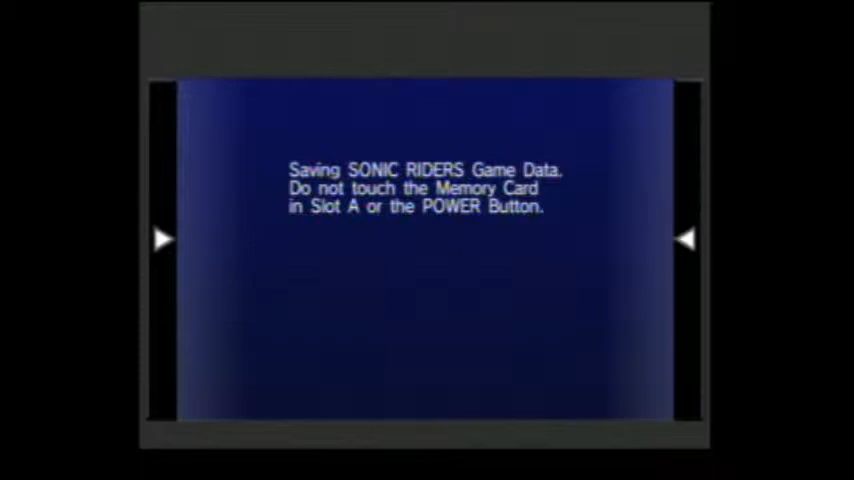 Saving SONIC RIDERS Game Data.
Do not touch the Memory Card
in Slot A or the POWER Button.